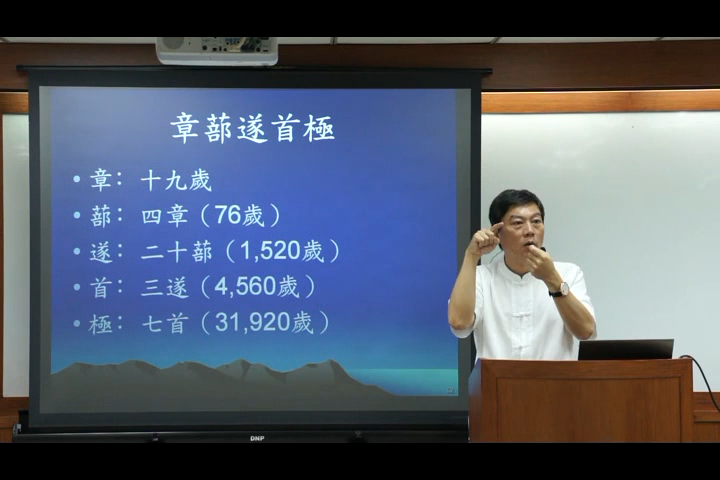 章蔀遂首極
• 章：十九歲
• 蔀：四章（76歲）
• 遂：二十蔀（1,520歲）
• 首：三遂（4,560歲）
• 極：七首（31,920歲）
DNP